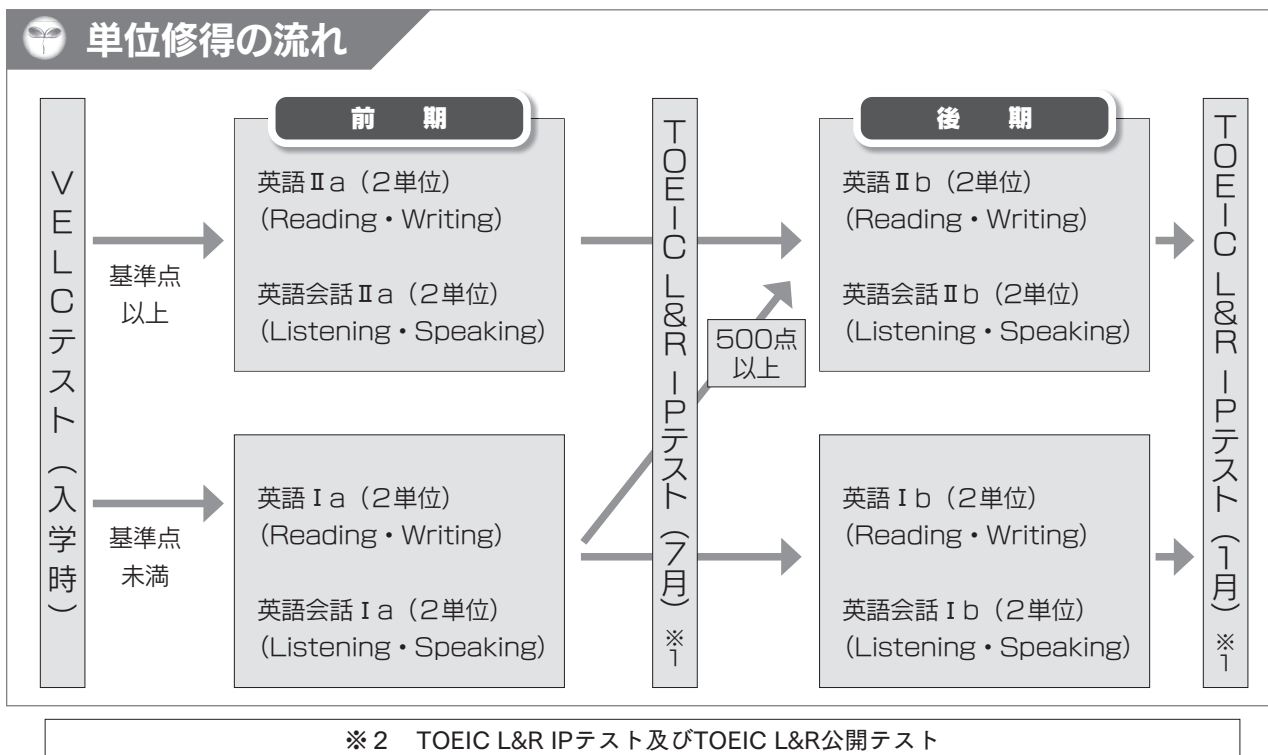 単位修得の流れ
VELCテスト（入学時）
基準点
以上
基準点
未満
前　期
英語Ⅱa（2単位）
（Reading・Writing）
英語会話Ⅱa（2単位）
（Listening・Speaking）
英語Ⅰa（2単位）
（Reading・Writing）
英語会話Ⅰa（2単位）
（Listening・Speaking）
TOEIC L&R IPテスト（7月）※1
500点
以上
後　期
英語Ⅱb（2単位）
（Reading・Writing）
英語会話Ⅱb（2単位）
（Listening・Speaking）
英語Ⅰb（2単位）
（Reading・Writing）
英語会話Ⅰb（2単位）
（Listening・Speaking）
TOEIC L&R IPテスト（1月）※1
※2　TOEIC L&R IPテスト及びTOEIC L&R公開テスト